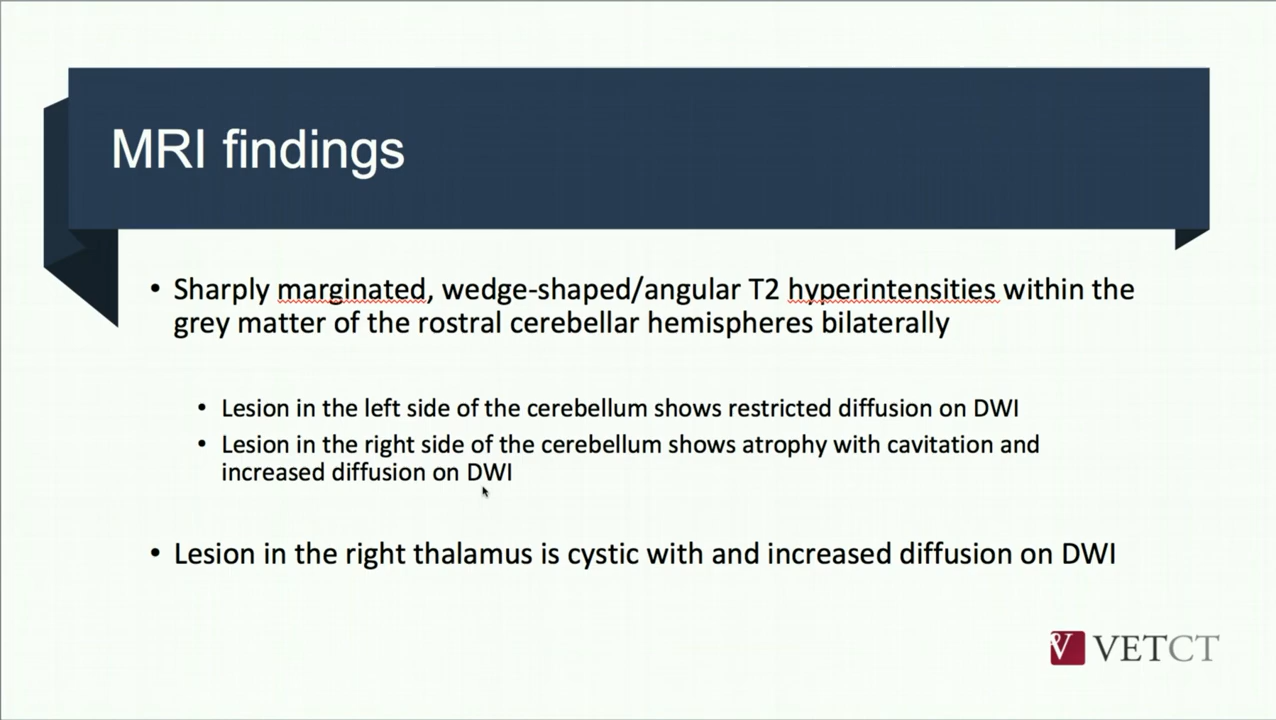 MRI findings
• Sharply marginated, wedge-shaped/angular T2 hyperintensities within the
grey matter of the rostral cerebellar hemispheres bilaterally
• Lesion in the left side of the cerebellum shows restricted diffusion on DWI
• Lesion in the right side of the cerebellum shows atrophy with cavitation and
increased diffusion on DWI
• Lesion in the right thalamus is cystic with and increased diffusion on DWI
VETCT